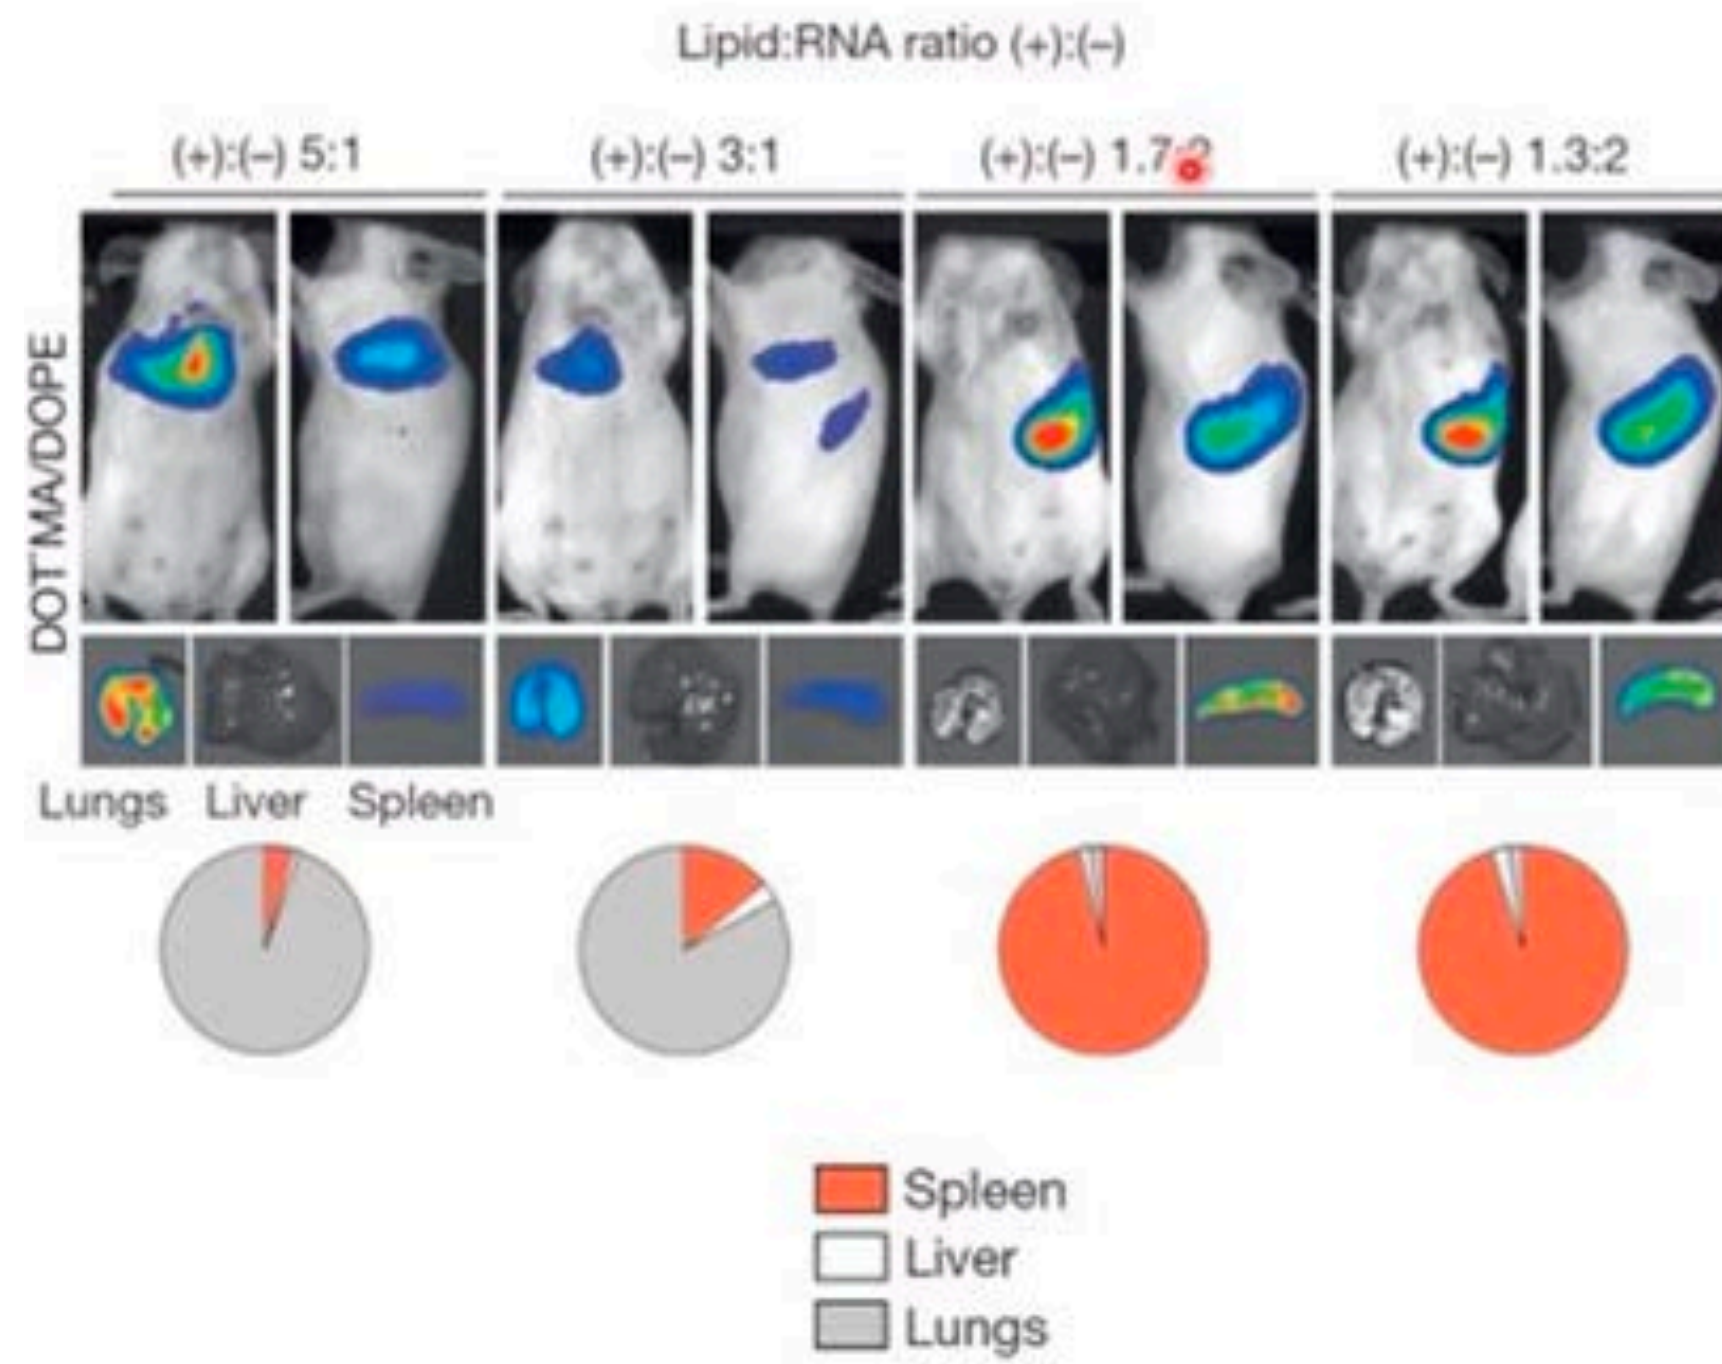 Lipid:RNA ratio (+):(–)
(+):(–) 5:1
(+):(–) 3:1
(+):(–) 1.7:2
(+):(–) 1.3:2
DOTMA/DOPE
Lungs Liver Spleen
Spleen
Liver
Lungs